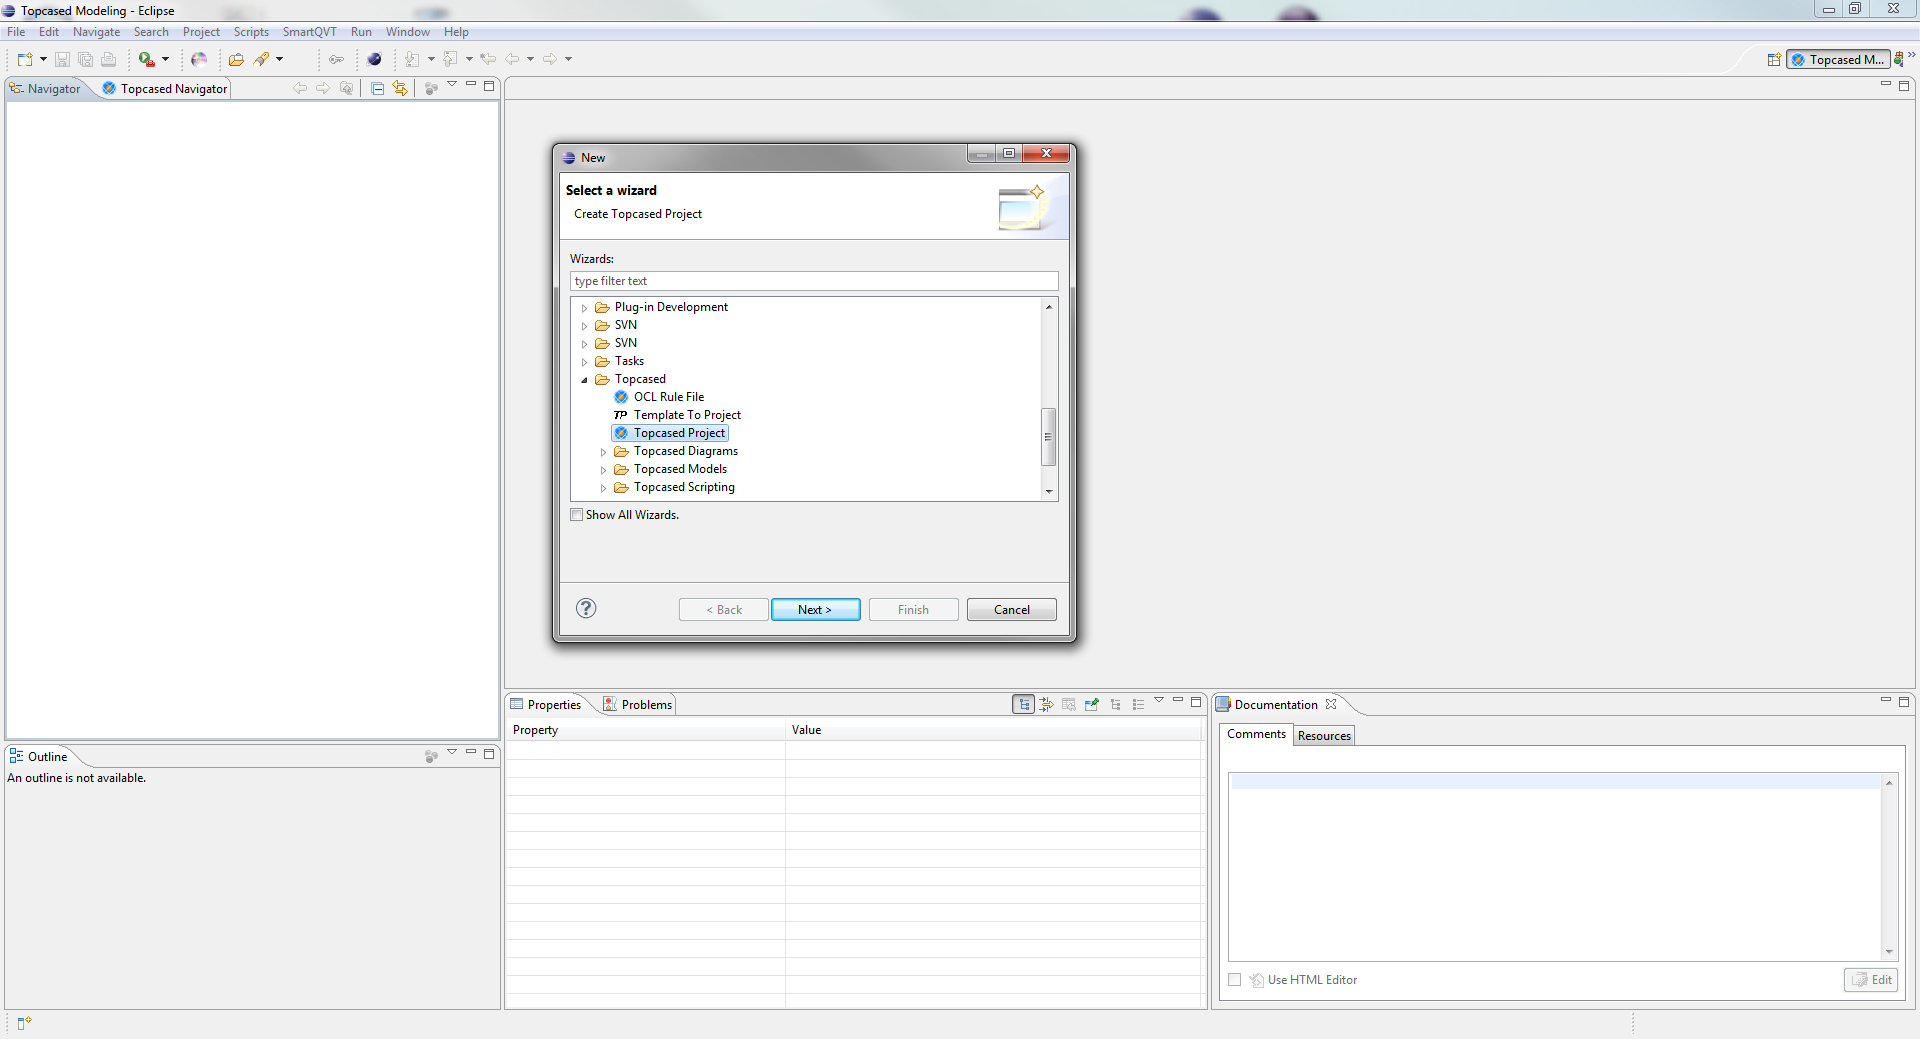 Topcased Modeling - Eclipse
File Edit Navigate Search Project Scripts SmartQVT Run Window Help
Topcased M...
Navigator
Topcased Navigator
New
Select a wizard
Create Topcased Project
Wizards:
type filter text
Plug-in Development
SVN
SVN
Tasks
Topcased
OCL Rule File
TP Template To Project
Topcased Project
Topcased Diagrams
Topcased Models
Topcased Scripting
Show All Wizards.
< Back
Next >
Finish
Cancel
Outline
An outline is not available.
Properties
Problems
Property Value
Documentation
Comments
Resources
Use HTML Editor
Edit